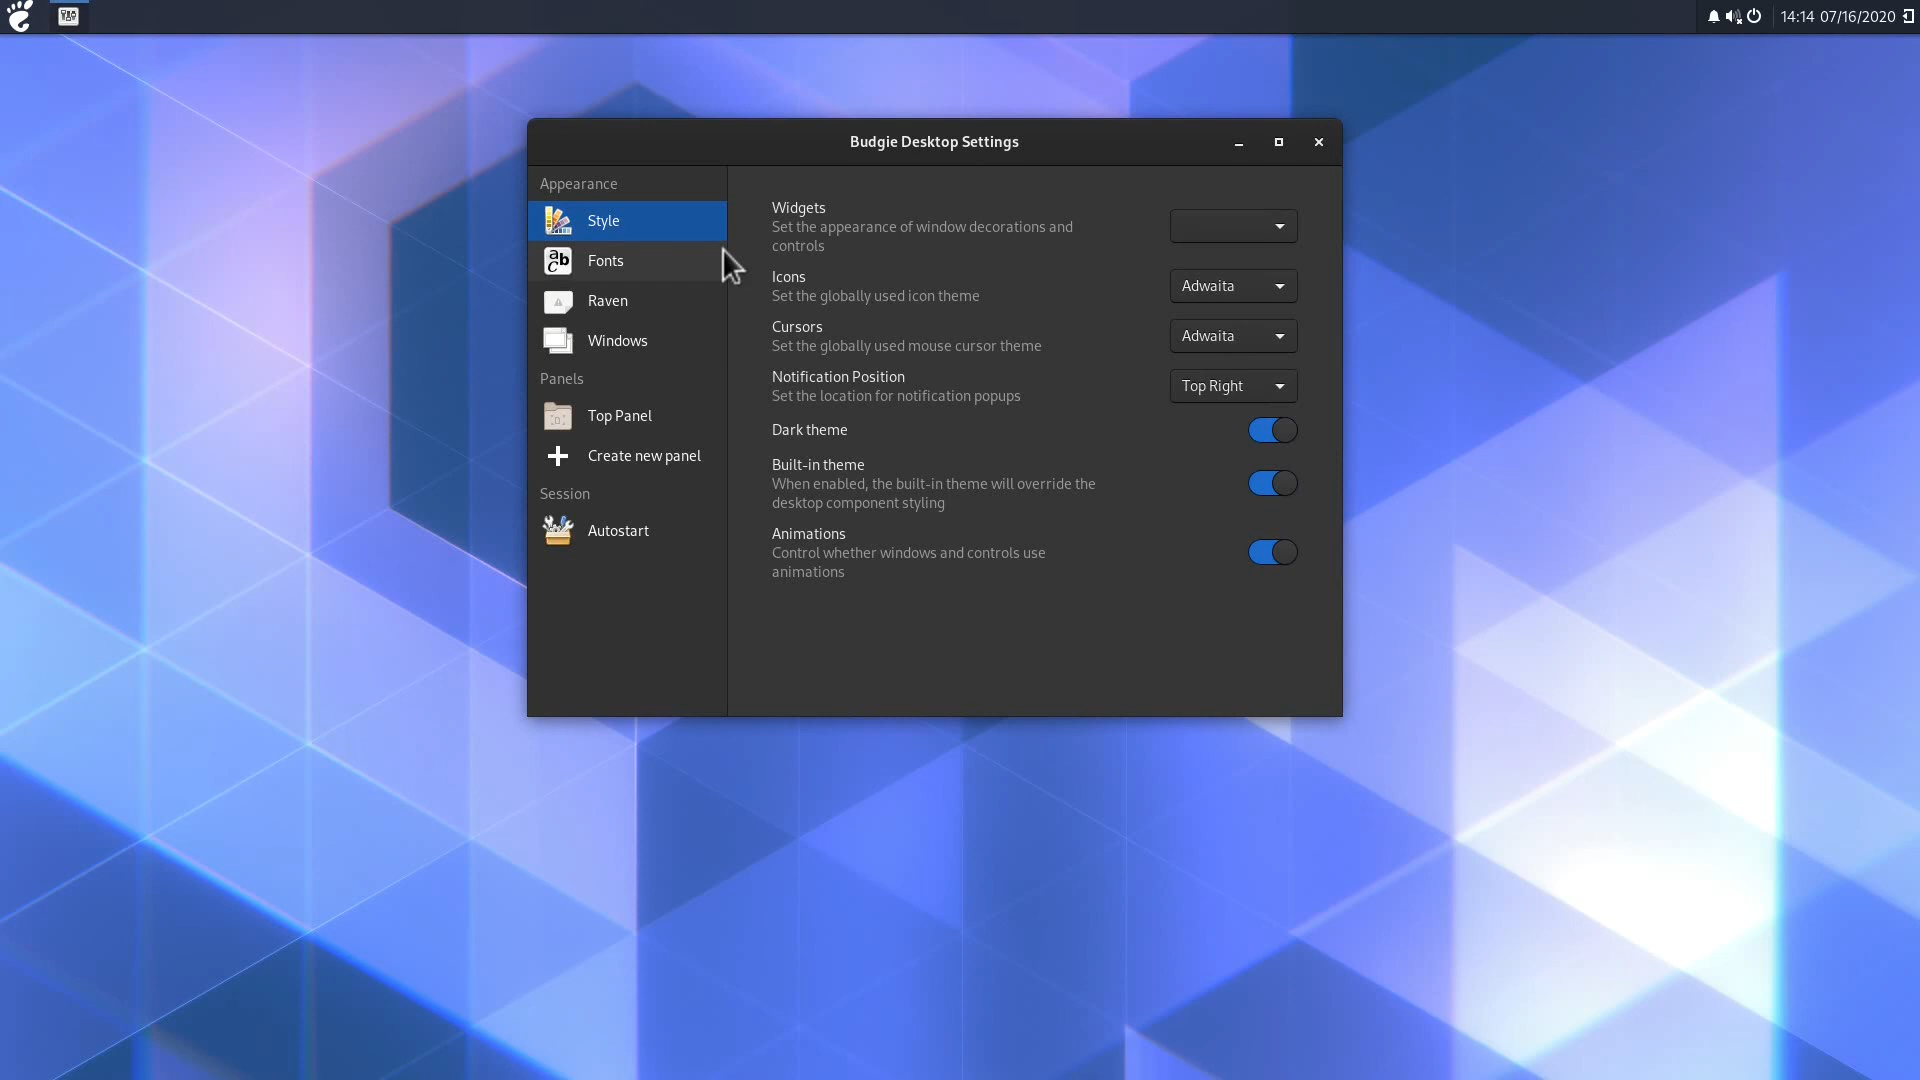 14:14 07/16/2020
Budgie Desktop Settings
Appearance
Style
Fonts
Raven
Windows
Panels
Top Panel
Create new panel
Session
Autostart
Widgets
Set the appearance of window decorations and
controls
Icons
Set the globally used icon theme
Adwaita
Cursors
Set the globally used mouse cursor theme
Adwaita
Notification Position
Set the location for notification popups
Top Right
Dark theme
Built-in theme
When enabled, the built-in theme will override the
desktop component styling
Animations
Control whether windows and controls use
animations